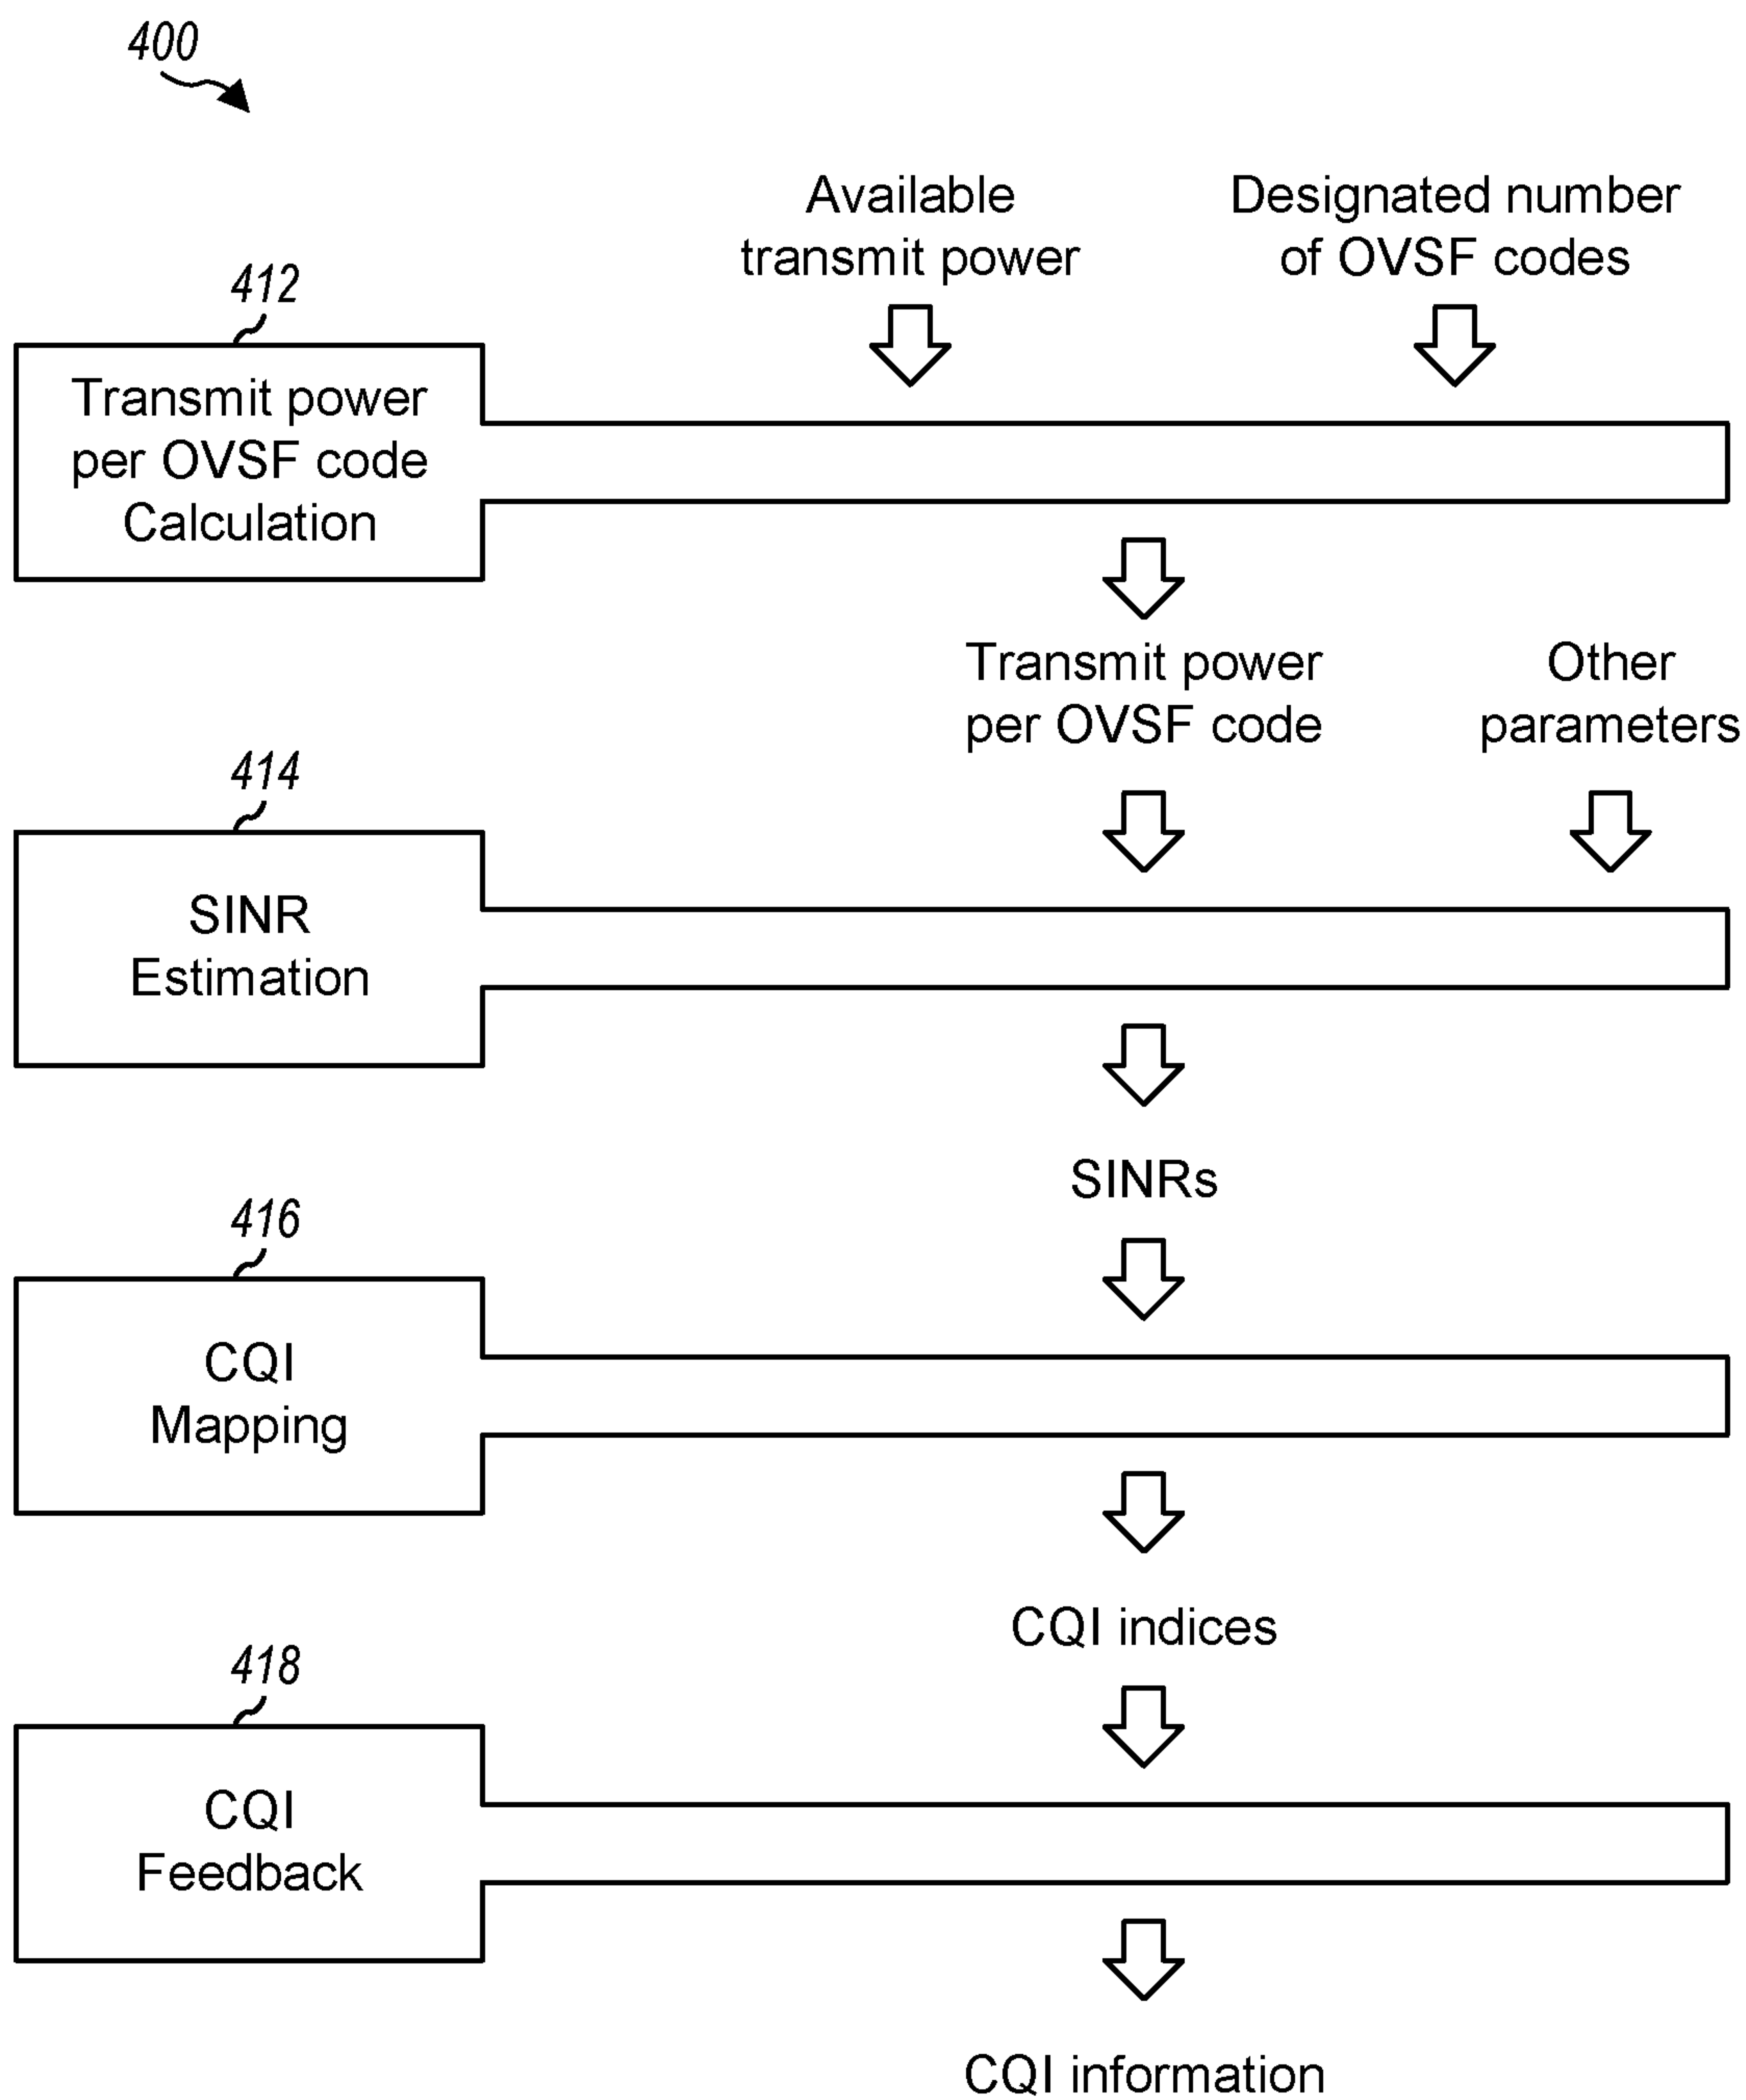 400
Available
transmit power
Designated number
of OVSF codes
412
Transmit power
per OVSF code
Calculation
Transmit power
per OVSF code
Other
parameters
414
SINR
Estimation
SINRs
416
CQI
Mapping
CQI indices
418
CQI
Feedback
CQI information